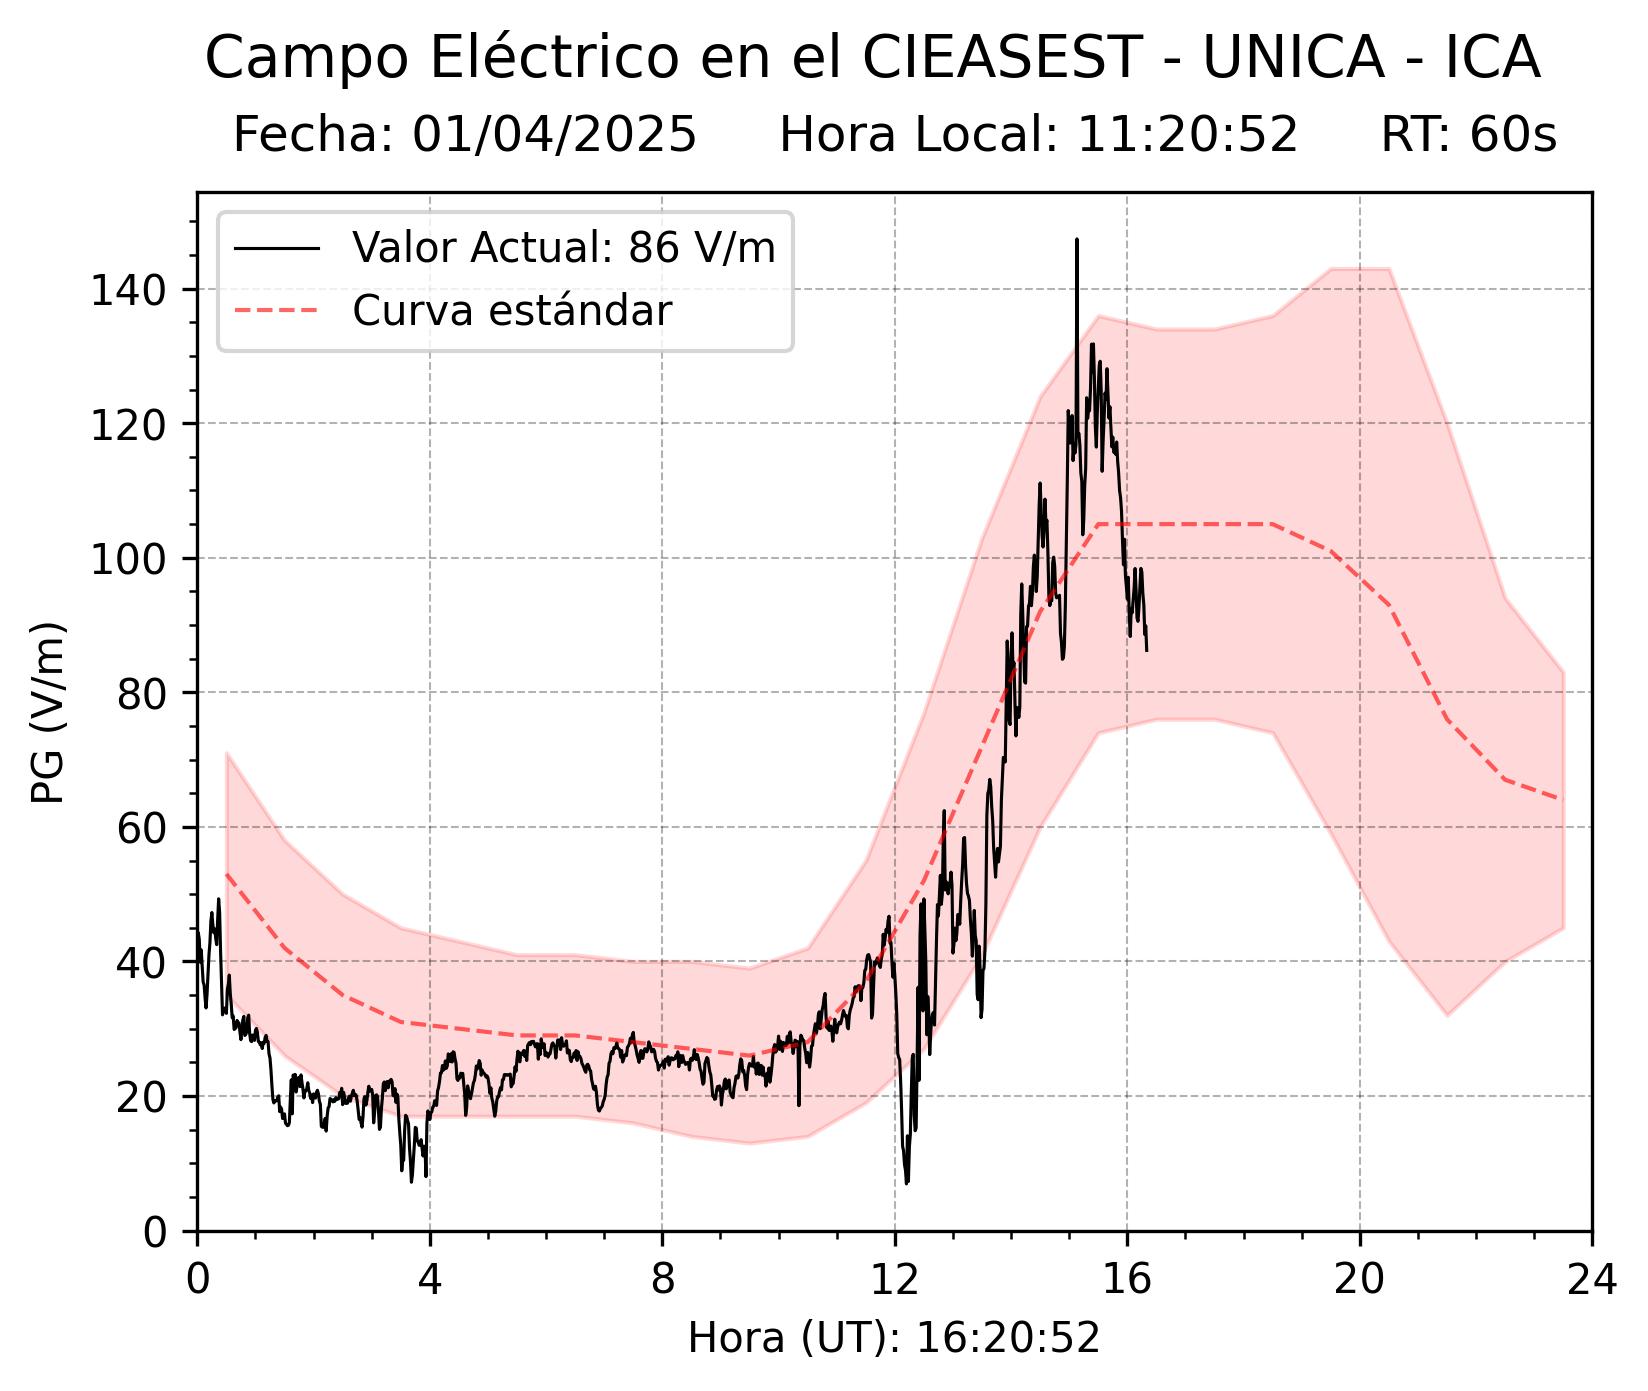 Campo Eléctrico en el CIEASEST - UNICA - ICA
Fecha: 01/04/2025 Hora Local: 11:20:52 RT: 60s
Valor Actual: 86 V/m
Curva estándar
PG (V/m)
140
120
100
80
60
40
20
0
0 4 8 12 16 20 24
Hora (UT): 16:20:52